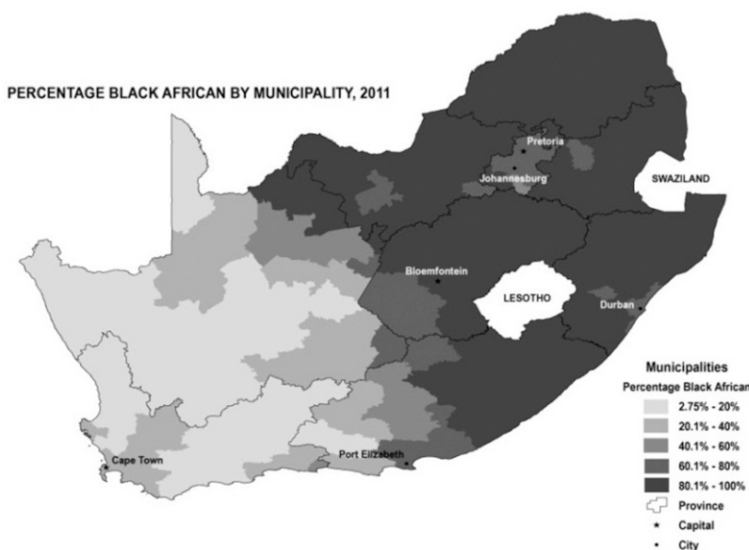 PERCENTAGE BLACK AFRICAN BY MUNICIPALITY, 2011
Pretoria
Johannesburg
SWAZILAND
Bloemfontein
LESOTHO
Durban
Port Elizabeth
Cape Town
Municipalities
Percentage Black African
2.75% - 20%
20.1% - 40%
40.1% - 60%
60.1% - 80%
80.1% - 100%
Province
Capital
City